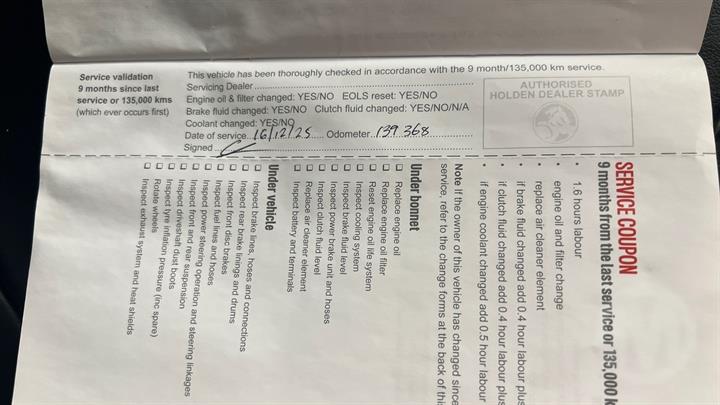 Service validation
9 months since last
service or 135,000 kms
(which ever occurs first)
This vehicle has been thoroughly checked in accordance with the 9 month/135,000 km service.
Servicing Dealer
Engine oil & filter changed: YES/NO EOLS reset: YES/NO
Brake fluid changed: YES/NO Clutch fluid changed: YES/NO/N/A
Coolant changed: YES/NO
Date of service 16/12/25 Odometer 139 368
Signed
AUTHORISED
HOLDEN DEALER STAMP
SERVICE COUPON
9 months from the last service or 135,000 k
• 1.6 hours labour
• engine oil and filter change
• replace air cleaner element
• if brake fluid changed add 0.4 hour labour plus
• if clutch fluid changed add 0.4 hour labour plus
• if engine coolant changed add 0.5 hour labour
Note If the owner of this vehicle has changed since
service, refer to the change forms at the back of this
Under bonnet
❑ Replace engine oil
❑ Replace engine oil filter
❑ Reset engine oil life system
❑ Inspect cooling system
❑ Inspect brake fluid level
❑ Inspect power brake unit and hoses
❑ Inspect clutch fluid level
❑ Replace air cleaner element
❑ Inspect battery and terminals
Under vehicle
❑ Inspect brake lines, hoses and connections
❑ Inspect rear brake linings and drums
❑ Inspect front disc brakes
❑ Inspect fuel lines and hoses
❑ Inspect power steering operation and steering linkages
❑ Inspect front and rear suspension
❑ Inspect driveshaft dust boots
❑ Inspect tyre inflation pressure (inc spare)
❑ Rotate wheels
❑ Inspect exhaust system and heat shields